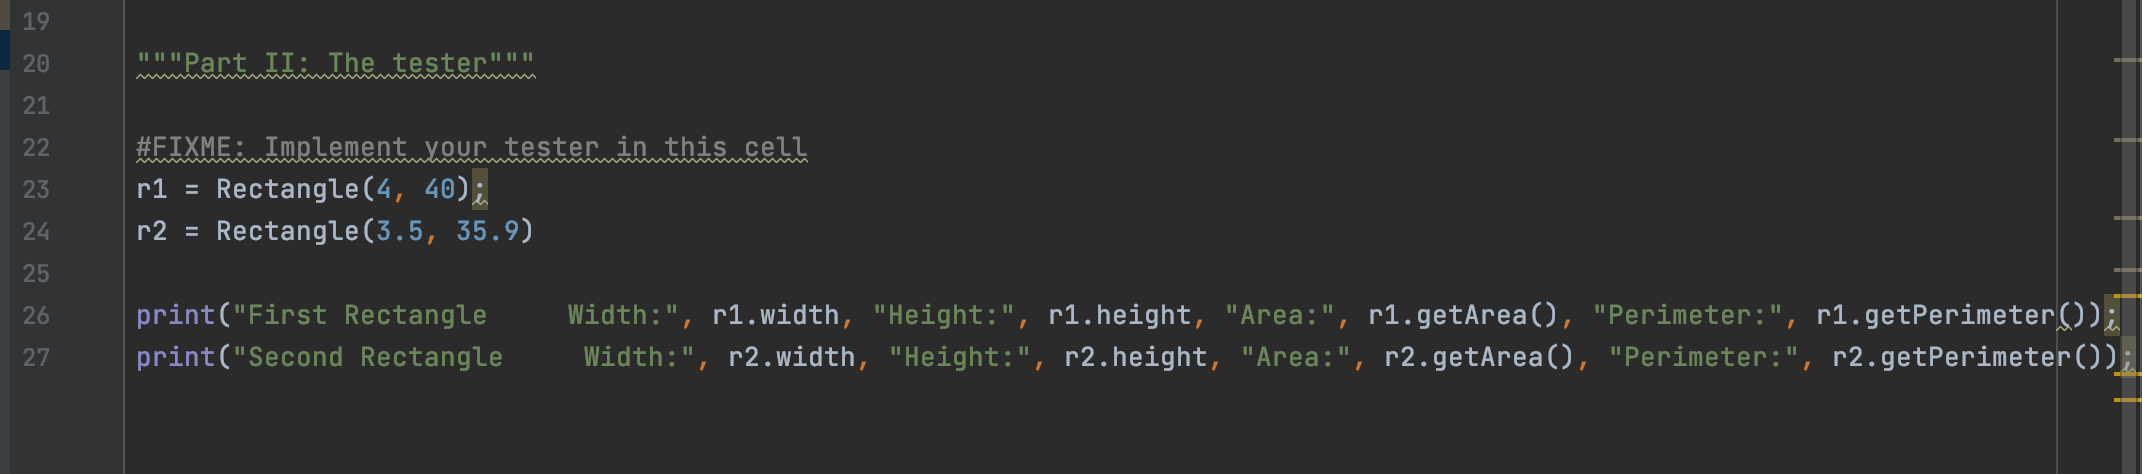 19
20 """Part II: The tester"""
21
22 #FIXME: Implement your tester in this cell
23 r1 = Rectangle(4, 40);
24 r2 = Rectangle(3.5, 35.9)
25
26 print("First Rectangle     Width:", r1.width, "Height:", r1.height, "Area:", r1.getArea(), "Perimeter:", r1.getPerimeter());
27 print("Second Rectangle     Width:", r2.width, "Height:", r2.height, "Area:", r2.getArea(), "Perimeter:", r2.getPerimeter());